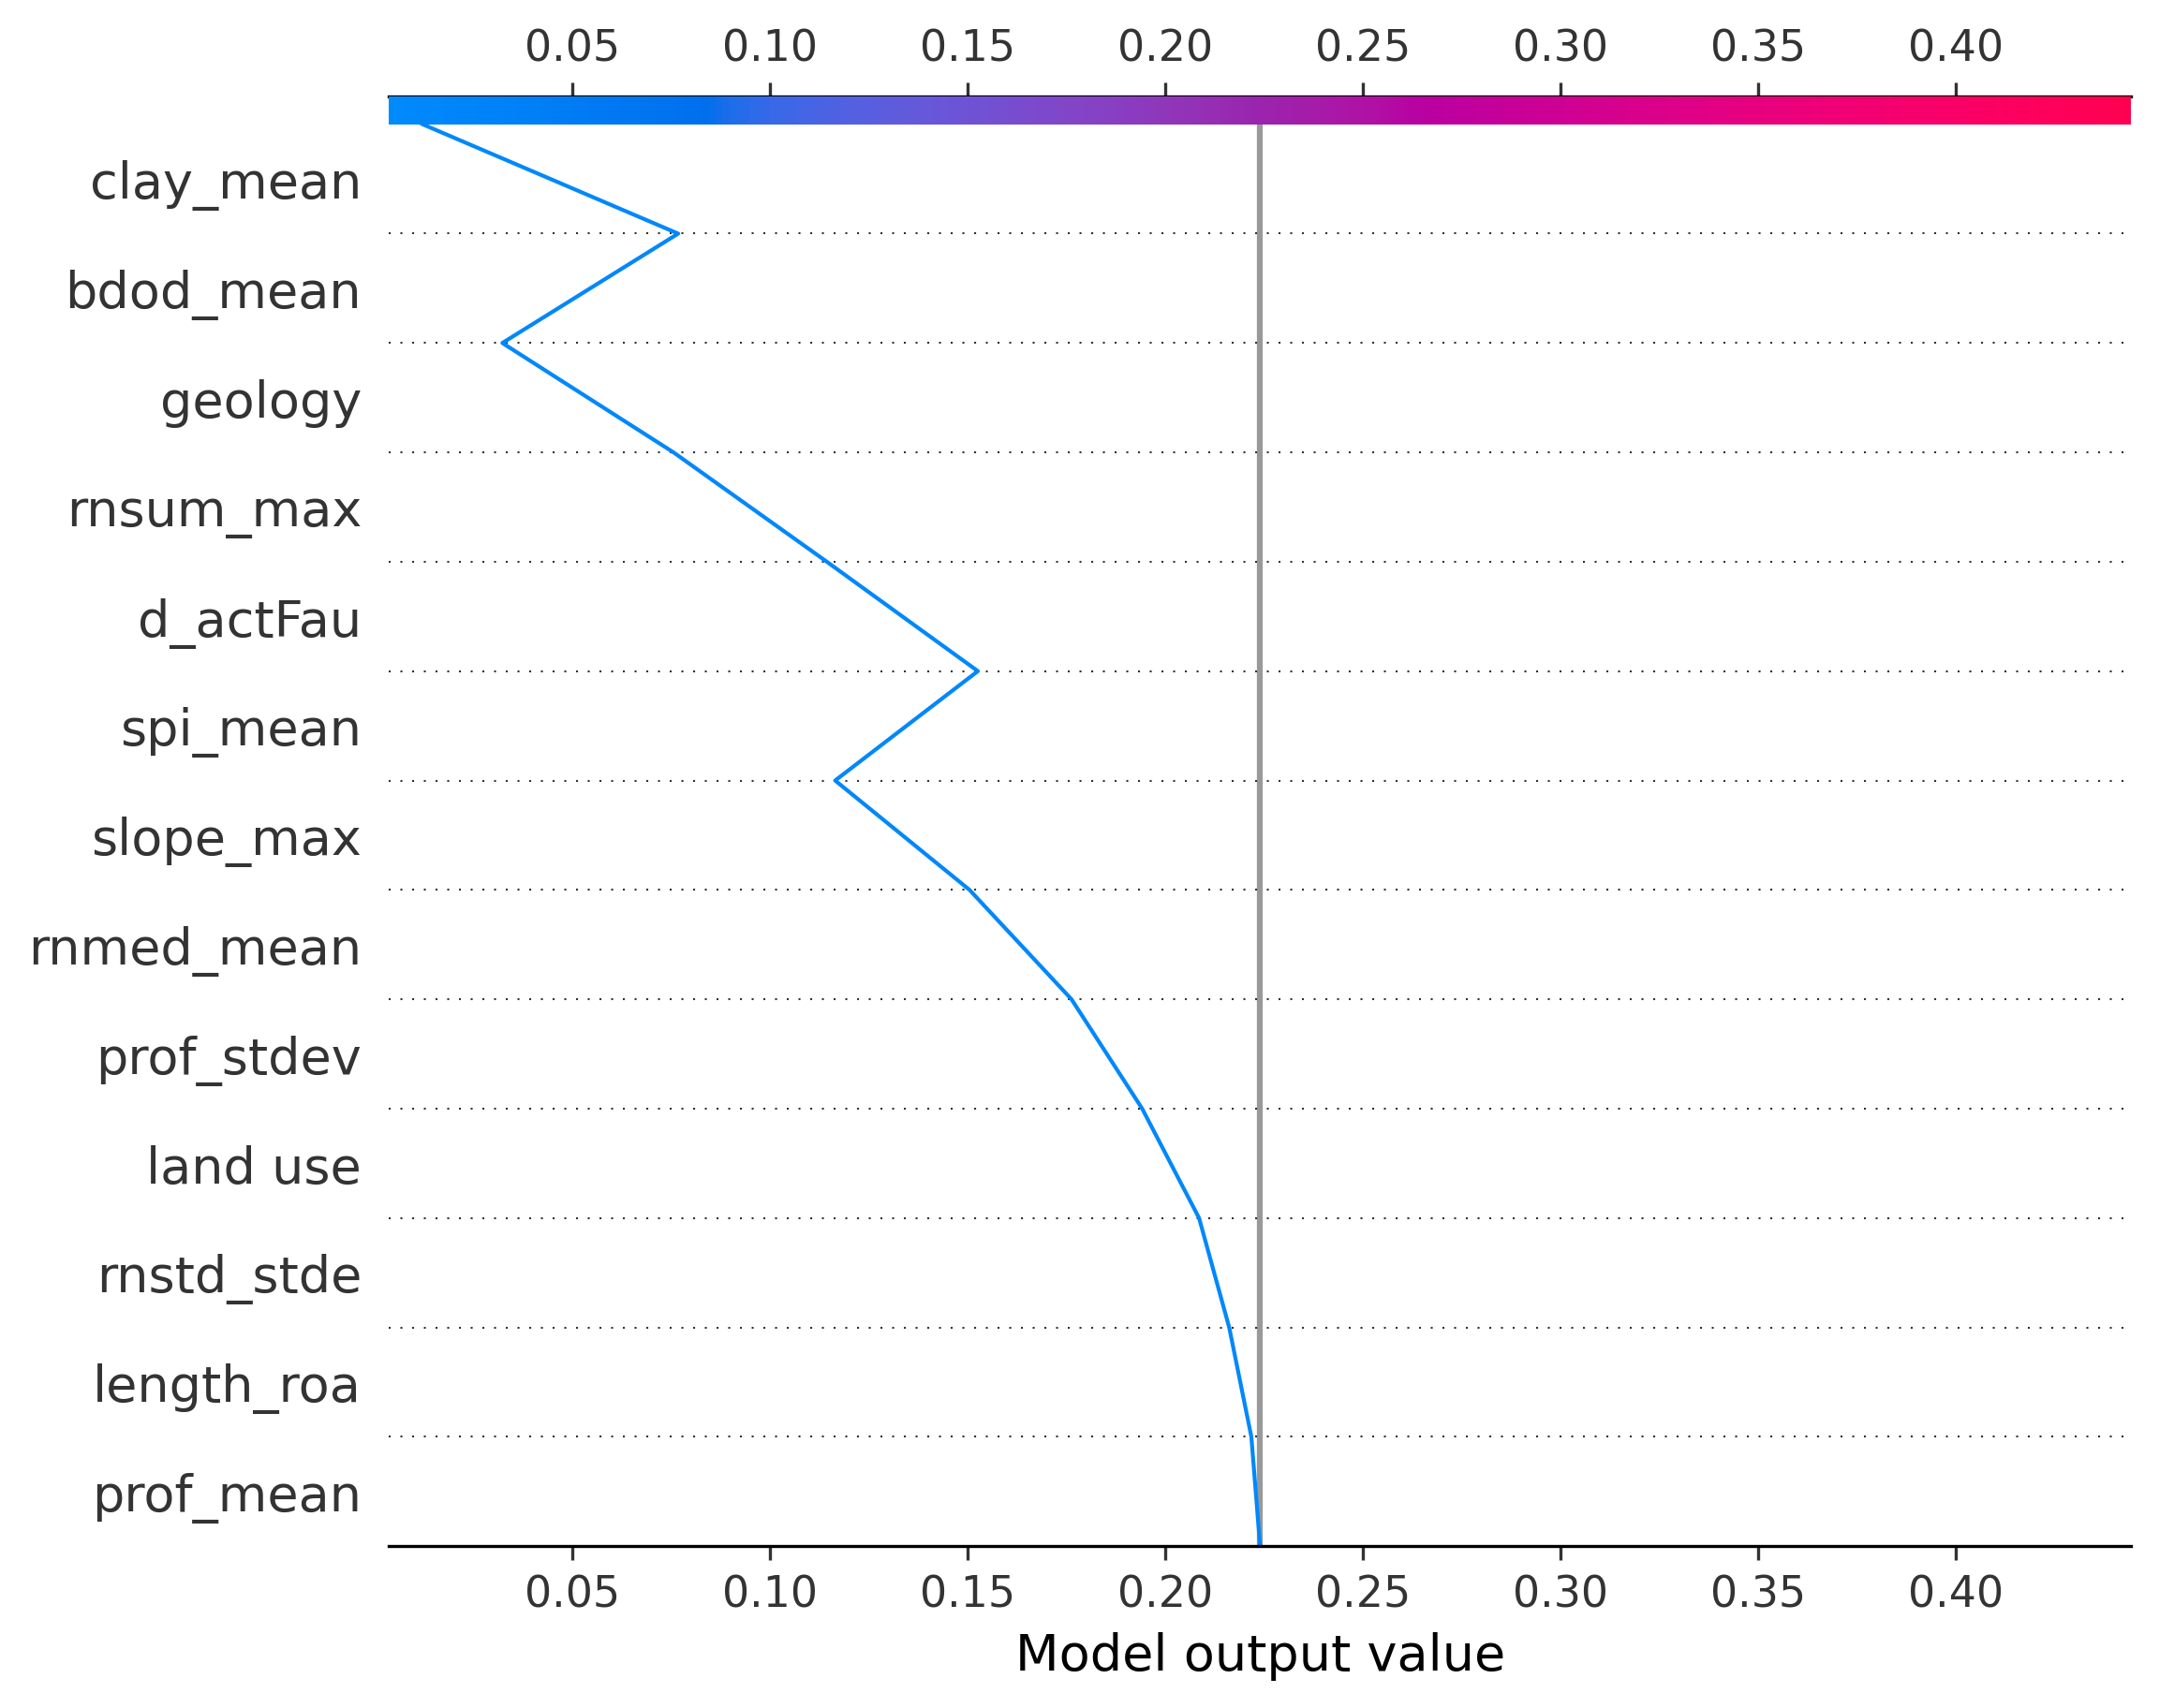 0.05 0.10 0.15 0.20 0.25 0.30 0.35 0.40
clay_mean
bdod_mean
geology
rnsum_max
d_actFau
spi_mean
slope_max
rnmed_mean
prof_stdev
land use
rnstd_stde
length_roa
prof_mean
0.05 0.10 0.15 0.20 0.25 0.30 0.35 0.40
Model output value